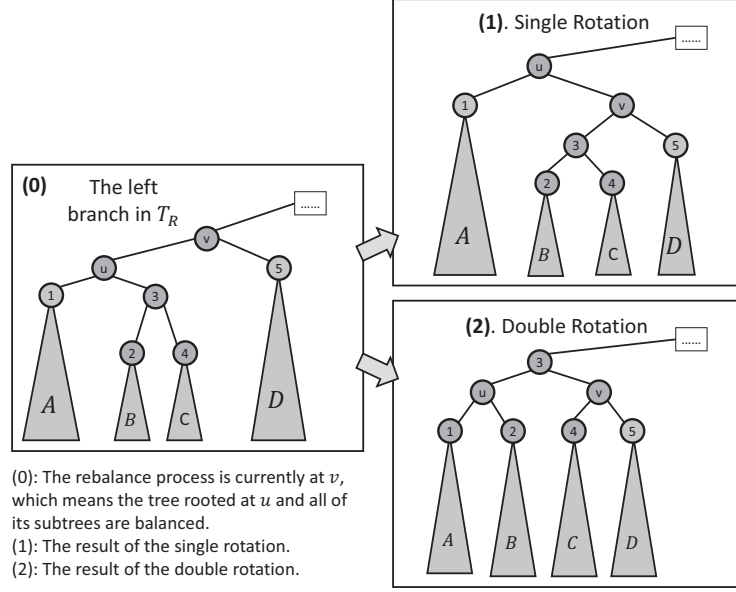 (0) The left
branch in T_R
......
v
u
5
1
3
2
4
A
B
C
D
(1). Single Rotation
......
u
1
v
3
5
2
4
A
B
C
D
(2). Double Rotation
......
3
u
v
1
2
4
5
A
B
C
D
(0): The rebalance process is currently at v,
which means the tree rooted at u and all of
its subtrees are balanced.
(1): The result of the single rotation.
(2): The result of the double rotation.